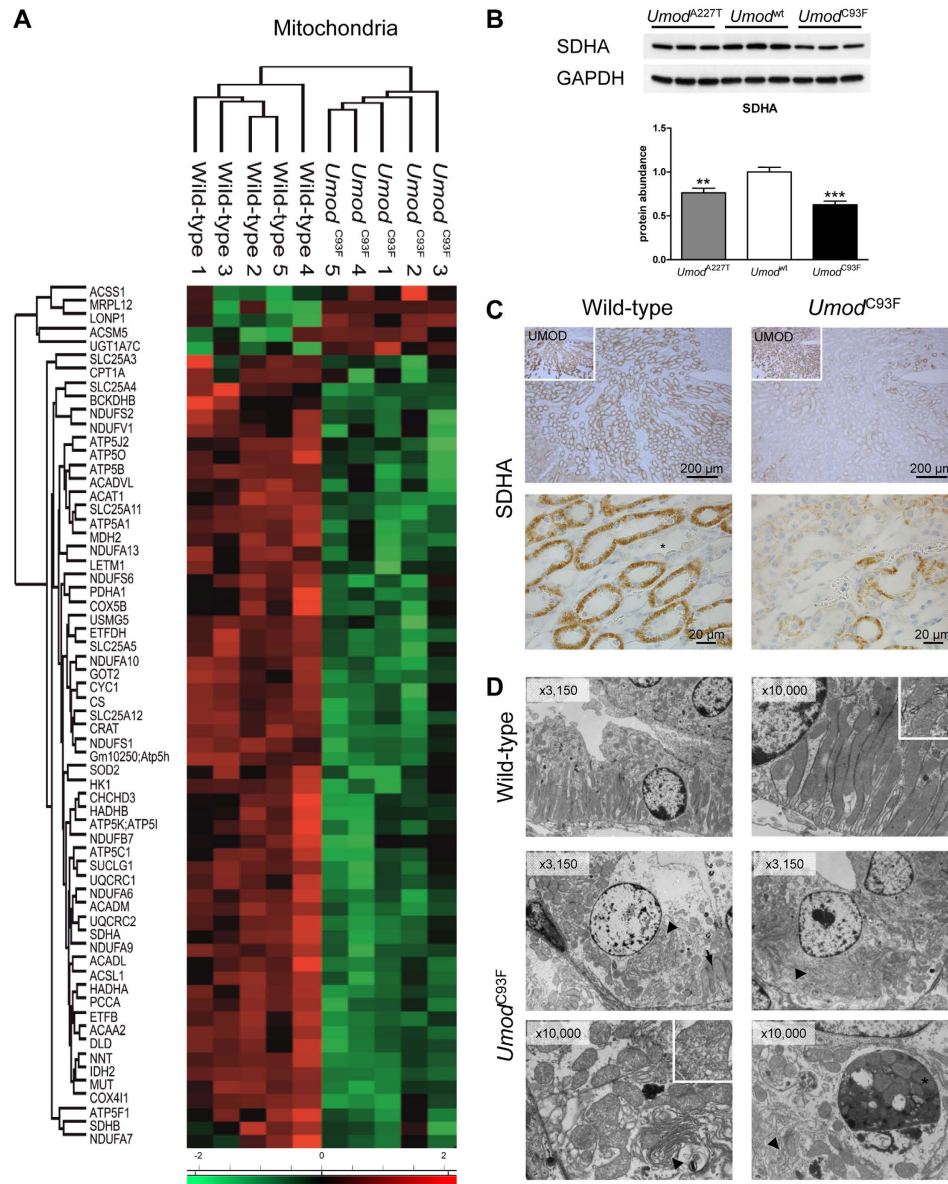 A
Mitochondria
Wild-type 1
Wild-type 3
Wild-type 2
Wild-type 5
Wild-type 4
Umod C93F 5
Umod C93F 4
Umod C93F 1
Umod C93F 2
Umod C93F 3
ACSS1
MRPL12
LONP1
ACSM5
UGT1A7C
SLC25A3
CPT1A
SLC25A4
BCKDHB
NDUFS2
NDUFV1
ATP5J2
ATP5O
ATP5B
ACADVL
ACAT1
SLC25A11
ATP5A1
MDH2
NDUFA13
LETM1
NDUFS6
PDHA1
COX5B
USMG5
ETFDH
SLC25A5
NDUFA10
GOT2
CYC1
CS
SLC25A12
CRAT
NDUFS1
Gm10250;Atp5h
SOD2
HK1
CHCHD3
HADHB
ATP5K;ATP5I
NDUFB7
ATP5C1
SUCLG1
UQCRC1
NDUFA6
ACADM
UQCRC2
SDHA
NDUFA9
ACADL
ACSL1
HADHA
PCCA
ETFB
ACAA2
DLD
NNT
IDH2
MUT
COX4I1
ATP5F1
SDHB
NDUFA7
-2 0 2
B
Umod A227T Umod wt Umod C93F
SDHA
GAPDH
SDHA
protein abundance
1.5
1.0
0.5
0.0
** ***
Umod A227T Umod wt Umod C93F
C
Wild-type Umod C93F
SDHA
UMOD UMOD
200 µm 200 µm
*
20 µm 20 µm
D
Wild-type
x3,150 x10,000
Umod C93F
x3,150 x3,150
x10,000 x10,000
*